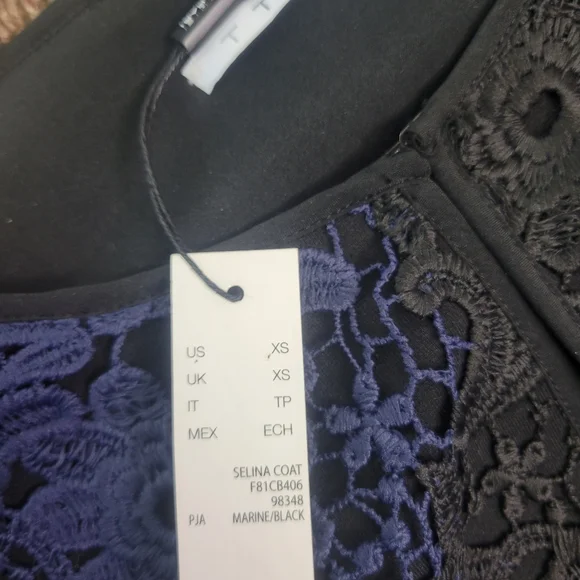 US XS
UK XS
IT TP
MEX ECH
SELINA COAT
F81CB406
98348
PJA MARINE/BLACK